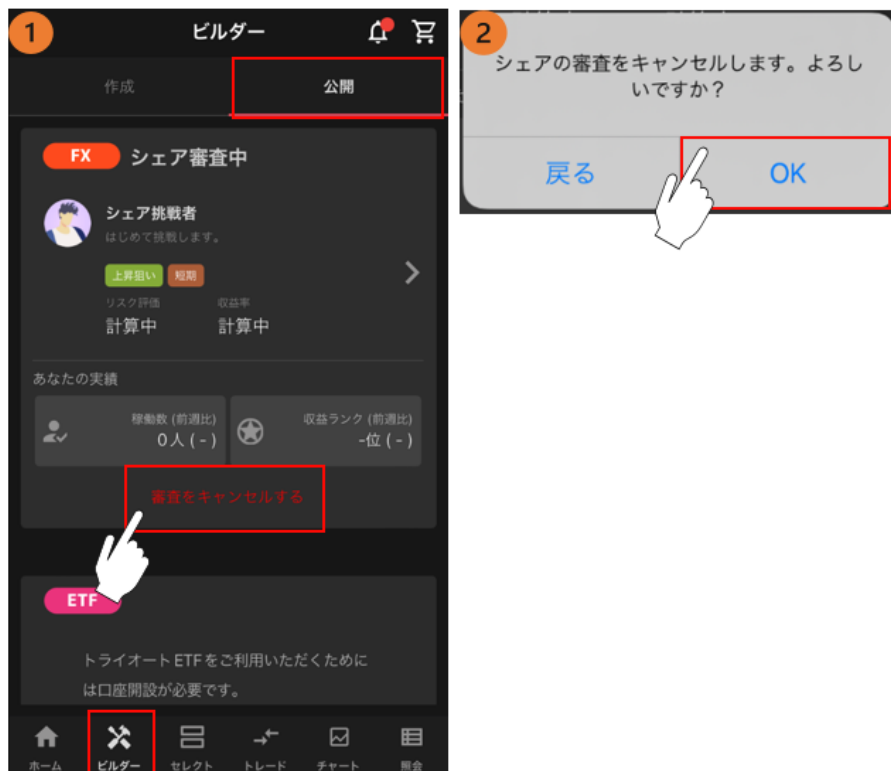 1
ビルダー
作成
公開
FX
シェア審査中
シェア挑戦者
はじめて挑戦します。
上昇狙い
短期
リスク評価
収益率
計算中
計算中
あなたの実績
稼働数 (前週比)
0人 ( - )
収益ランク (前週比)
-位 ( - )
審査をキャンセルする
ETF
トライオートETFをご利用いただくために
は口座開設が必要です。
ホーム
ビルダー
セレクト
トレード
チャート
照会
2
シェアの審査をキャンセルします。よろし
いですか？
戻る
OK